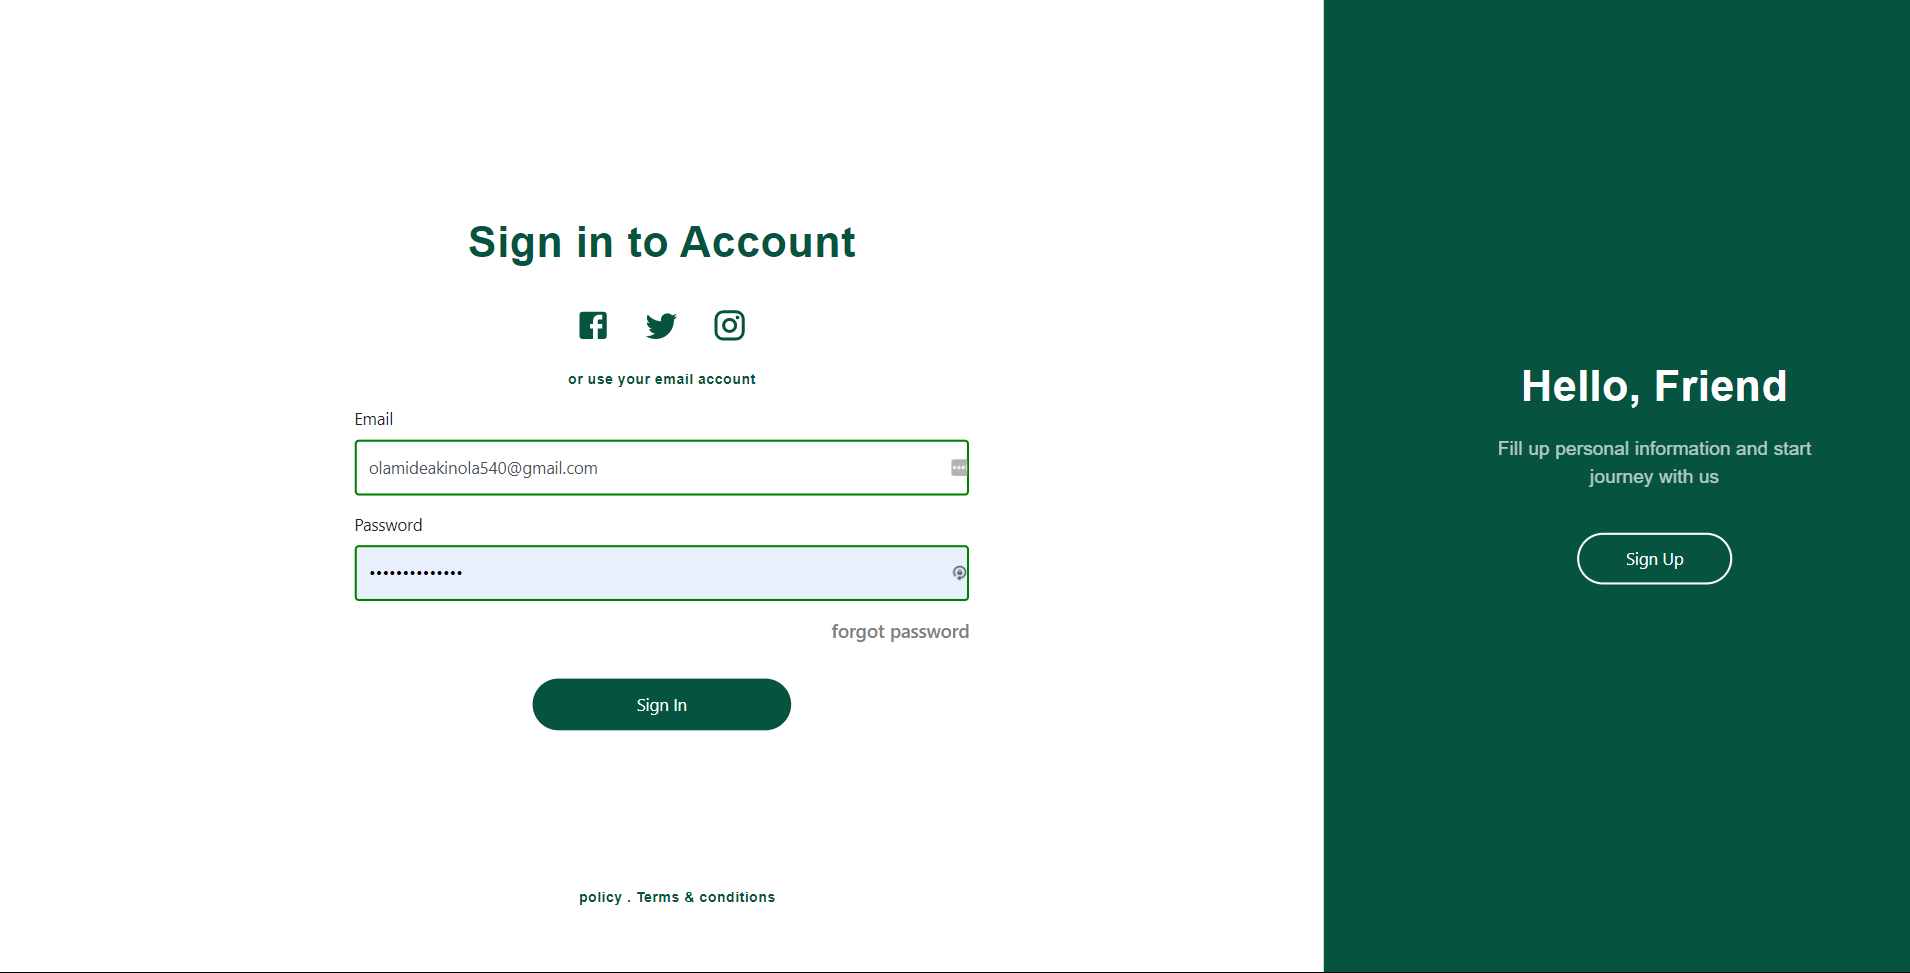 Sign in to Account
or use your email account
Email
olamideakinola540@gmail.com
Password
••••••••••••••
forgot password
Sign In
policy . Terms & conditions
Hello, Friend
Fill up personal information and start
journey with us
Sign Up